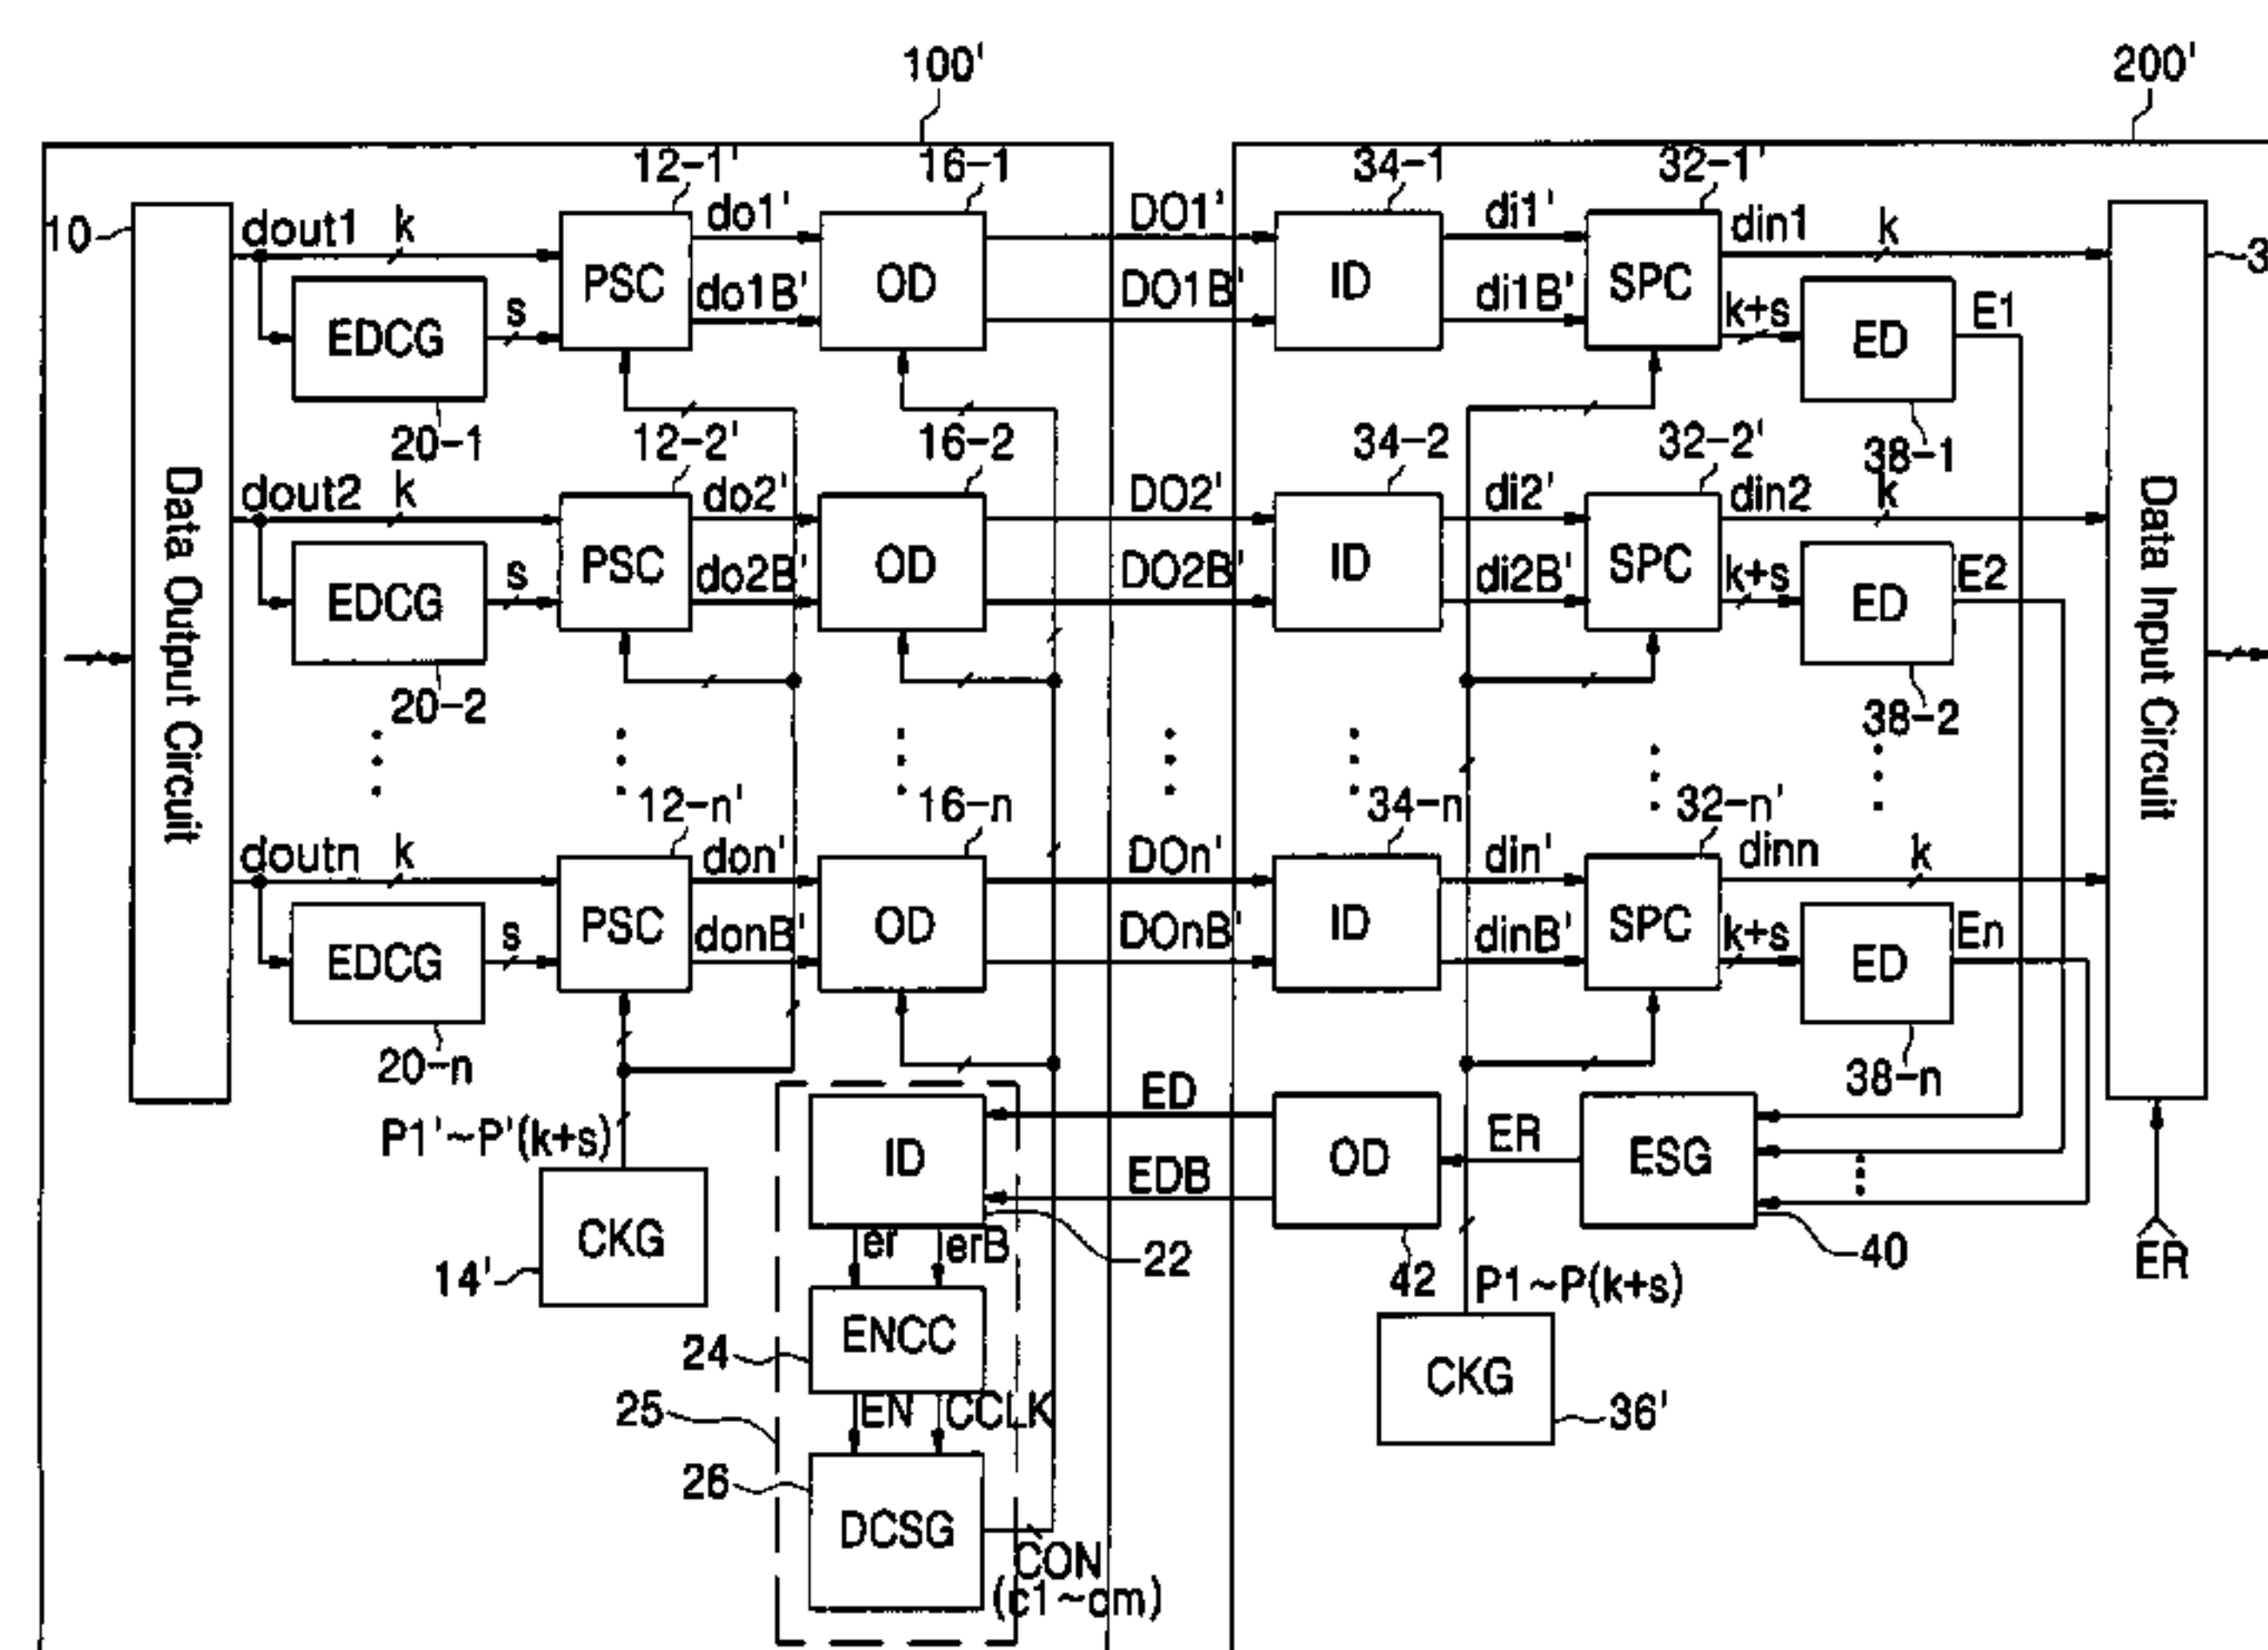 100'
200'
12-1'
16-1
34-1
32-1'
10
dout1
k
do1'
DO1'
di1'
din1
k
3
PSC
OD
ID
SPC
EDCG
s
do1B'
DO1B'
di1B'
k+s
ED
E1
20-1
12-2'
16-2
34-2
32-2'
38-1
Data Output Circuit
Data Input Circuit
dout2
k
do2'
DO2'
di2'
din2
k
PSC
OD
ID
SPC
EDCG
s
do2B'
DO2B'
di2B'
k+s
ED
E2
20-2
38-2
12-n'
16-n
34-n
32-n'
doutn
k
don'
DOn'
din'
dinn
k
PSC
OD
ID
SPC
EDCG
s
donB'
DOnB'
dinB'
k+s
ED
En
20-n
38-n
P1'~P'(k+s)
ID
ED
EDB
OD
ER
ESG
CKG
14'
er
erB
22
42
40
ER
P1~P(k+s)
24
ENCC
CKG
36'
25
EN
CCLK
26
DCSG
CON
(c1~cm)